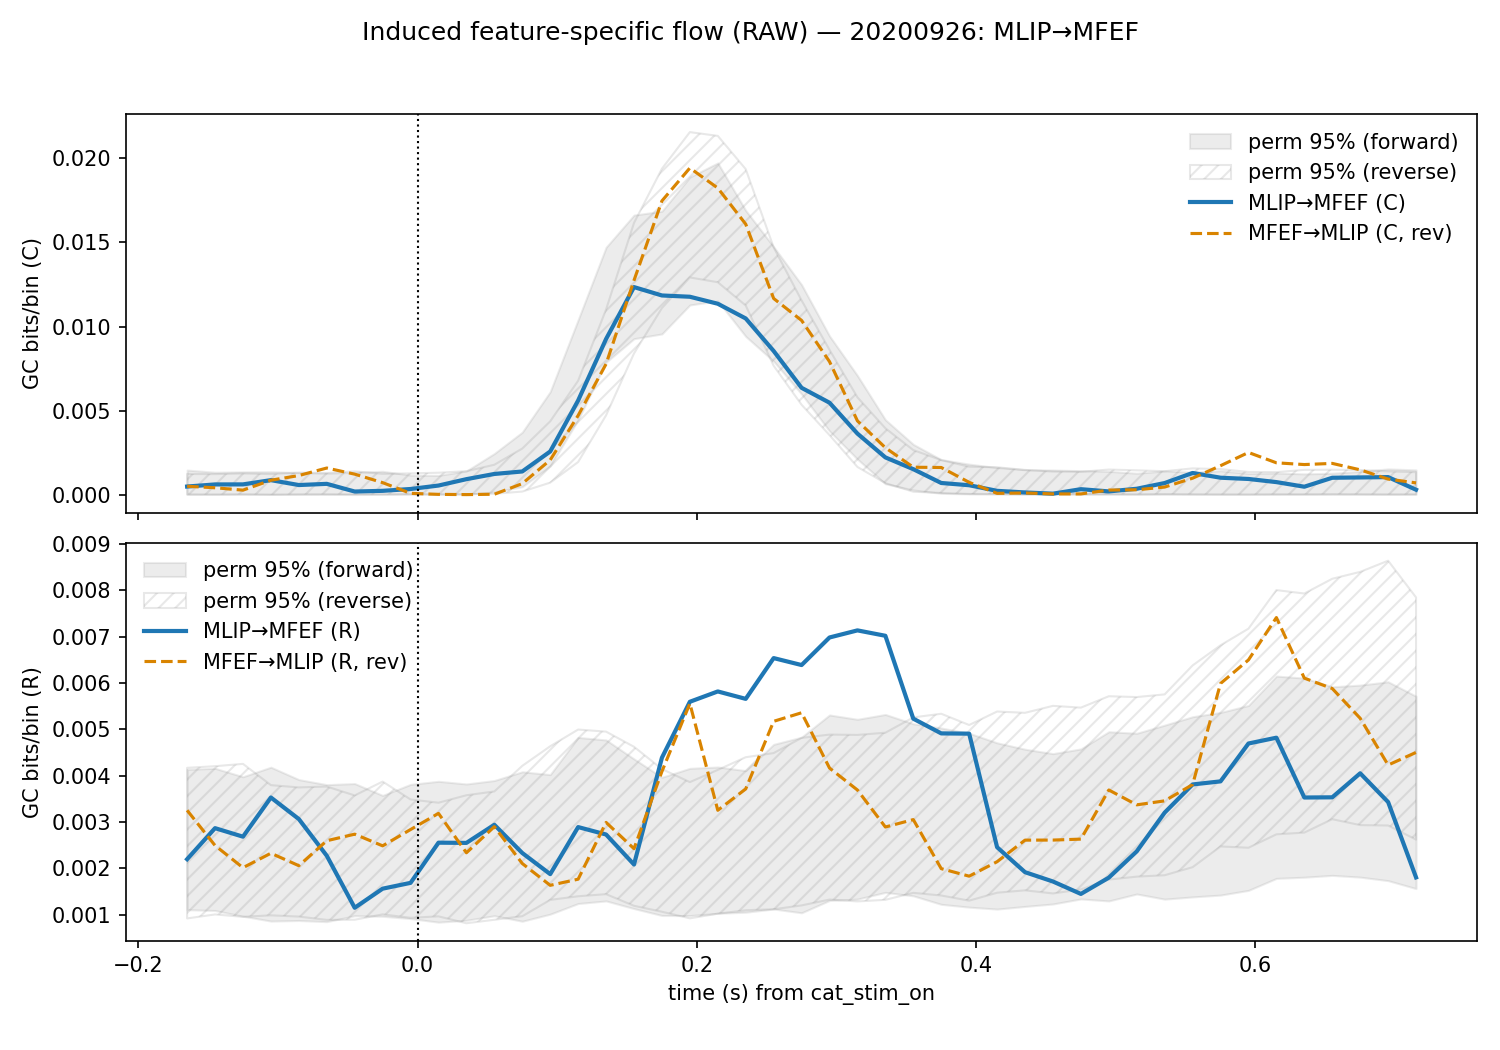 Induced feature-specific flow (RAW) — 20200926: MLIP→MFEF
GC bits/bin (C)
0.020
0.015
0.010
0.005
0.000
perm 95% (forward)
perm 95% (reverse)
MLIP→MFEF (C)
MFEF→MLIP (C, rev)
GC bits/bin (R)
0.009
0.008
0.007
0.006
0.005
0.004
0.003
0.002
0.001
perm 95% (forward)
perm 95% (reverse)
MLIP→MFEF (R)
MFEF→MLIP (R, rev)
−0.2
0.0
0.2
0.4
0.6
time (s) from cat_stim_on